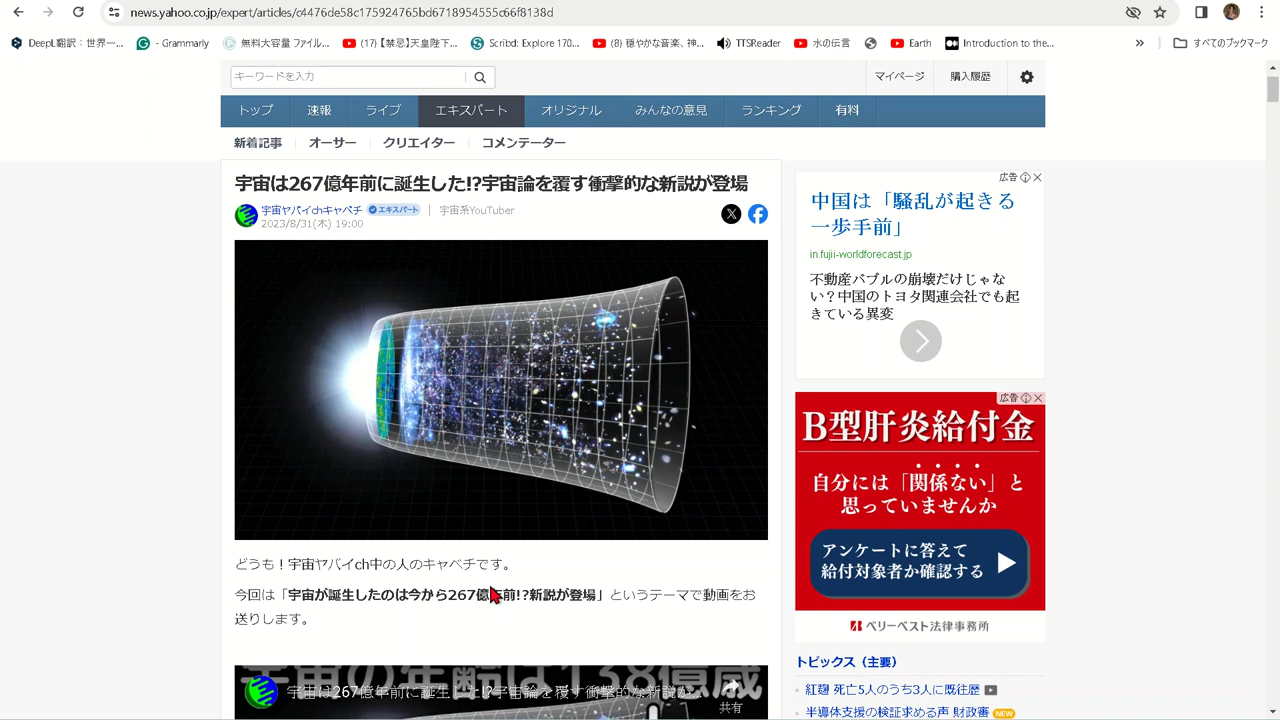 news.yahoo.co.jp/expert/articles/c4476de58c175924765bd6718954555c66f8138d
DeepL翻訳：世界一... - Grammarly 無料大容量 ファイル... (17) 【禁忌】天皇陛下... Scribd: Explore 170... (8) 穏やかな音楽、神... TTSReader 水の伝言 Earth Introduction to the... » すべてのブックマーク
キーワードを入力
マイページ 購入履歴
トップ 速報 ライブ エキスパート オリジナル みんなの意見 ランキング 有料
新着記事 オーサー クリエイター コメンテーター
宇宙は267億年前に誕生した!?宇宙論を覆す衝撃的な新説が登場
宇宙ヤバイchキャベチ エキスパート | 宇宙系YouTuber
2023/8/31(木) 19:00
どうも！宇宙ヤバイch中の人のキャベチです。
今回は「宇宙が誕生したのは今から267億年前!?新説が登場」というテーマで動画をお
送りします。
宇宙の年齢は138億歳
宇宙は267億年前に誕生した!?宇宙論を覆す衝撃的な新説が...
共有
広告
中国は「騒乱が起きる
一歩手前」
in.fujii-worldforecast.jp
不動産バブルの崩壊だけじゃな
い？中国のトヨタ関連会社でも起
きている異変
広告
B型肝炎給付金
自分には「関係ない」と
思っていませんか
アンケートに答えて
給付対象者か確認する
ベリーベスト法律事務所
トピックス（主要）
紅麹 死亡5人のうち3人に既往歴
半導体支援の検証求める声 財政審 NEW